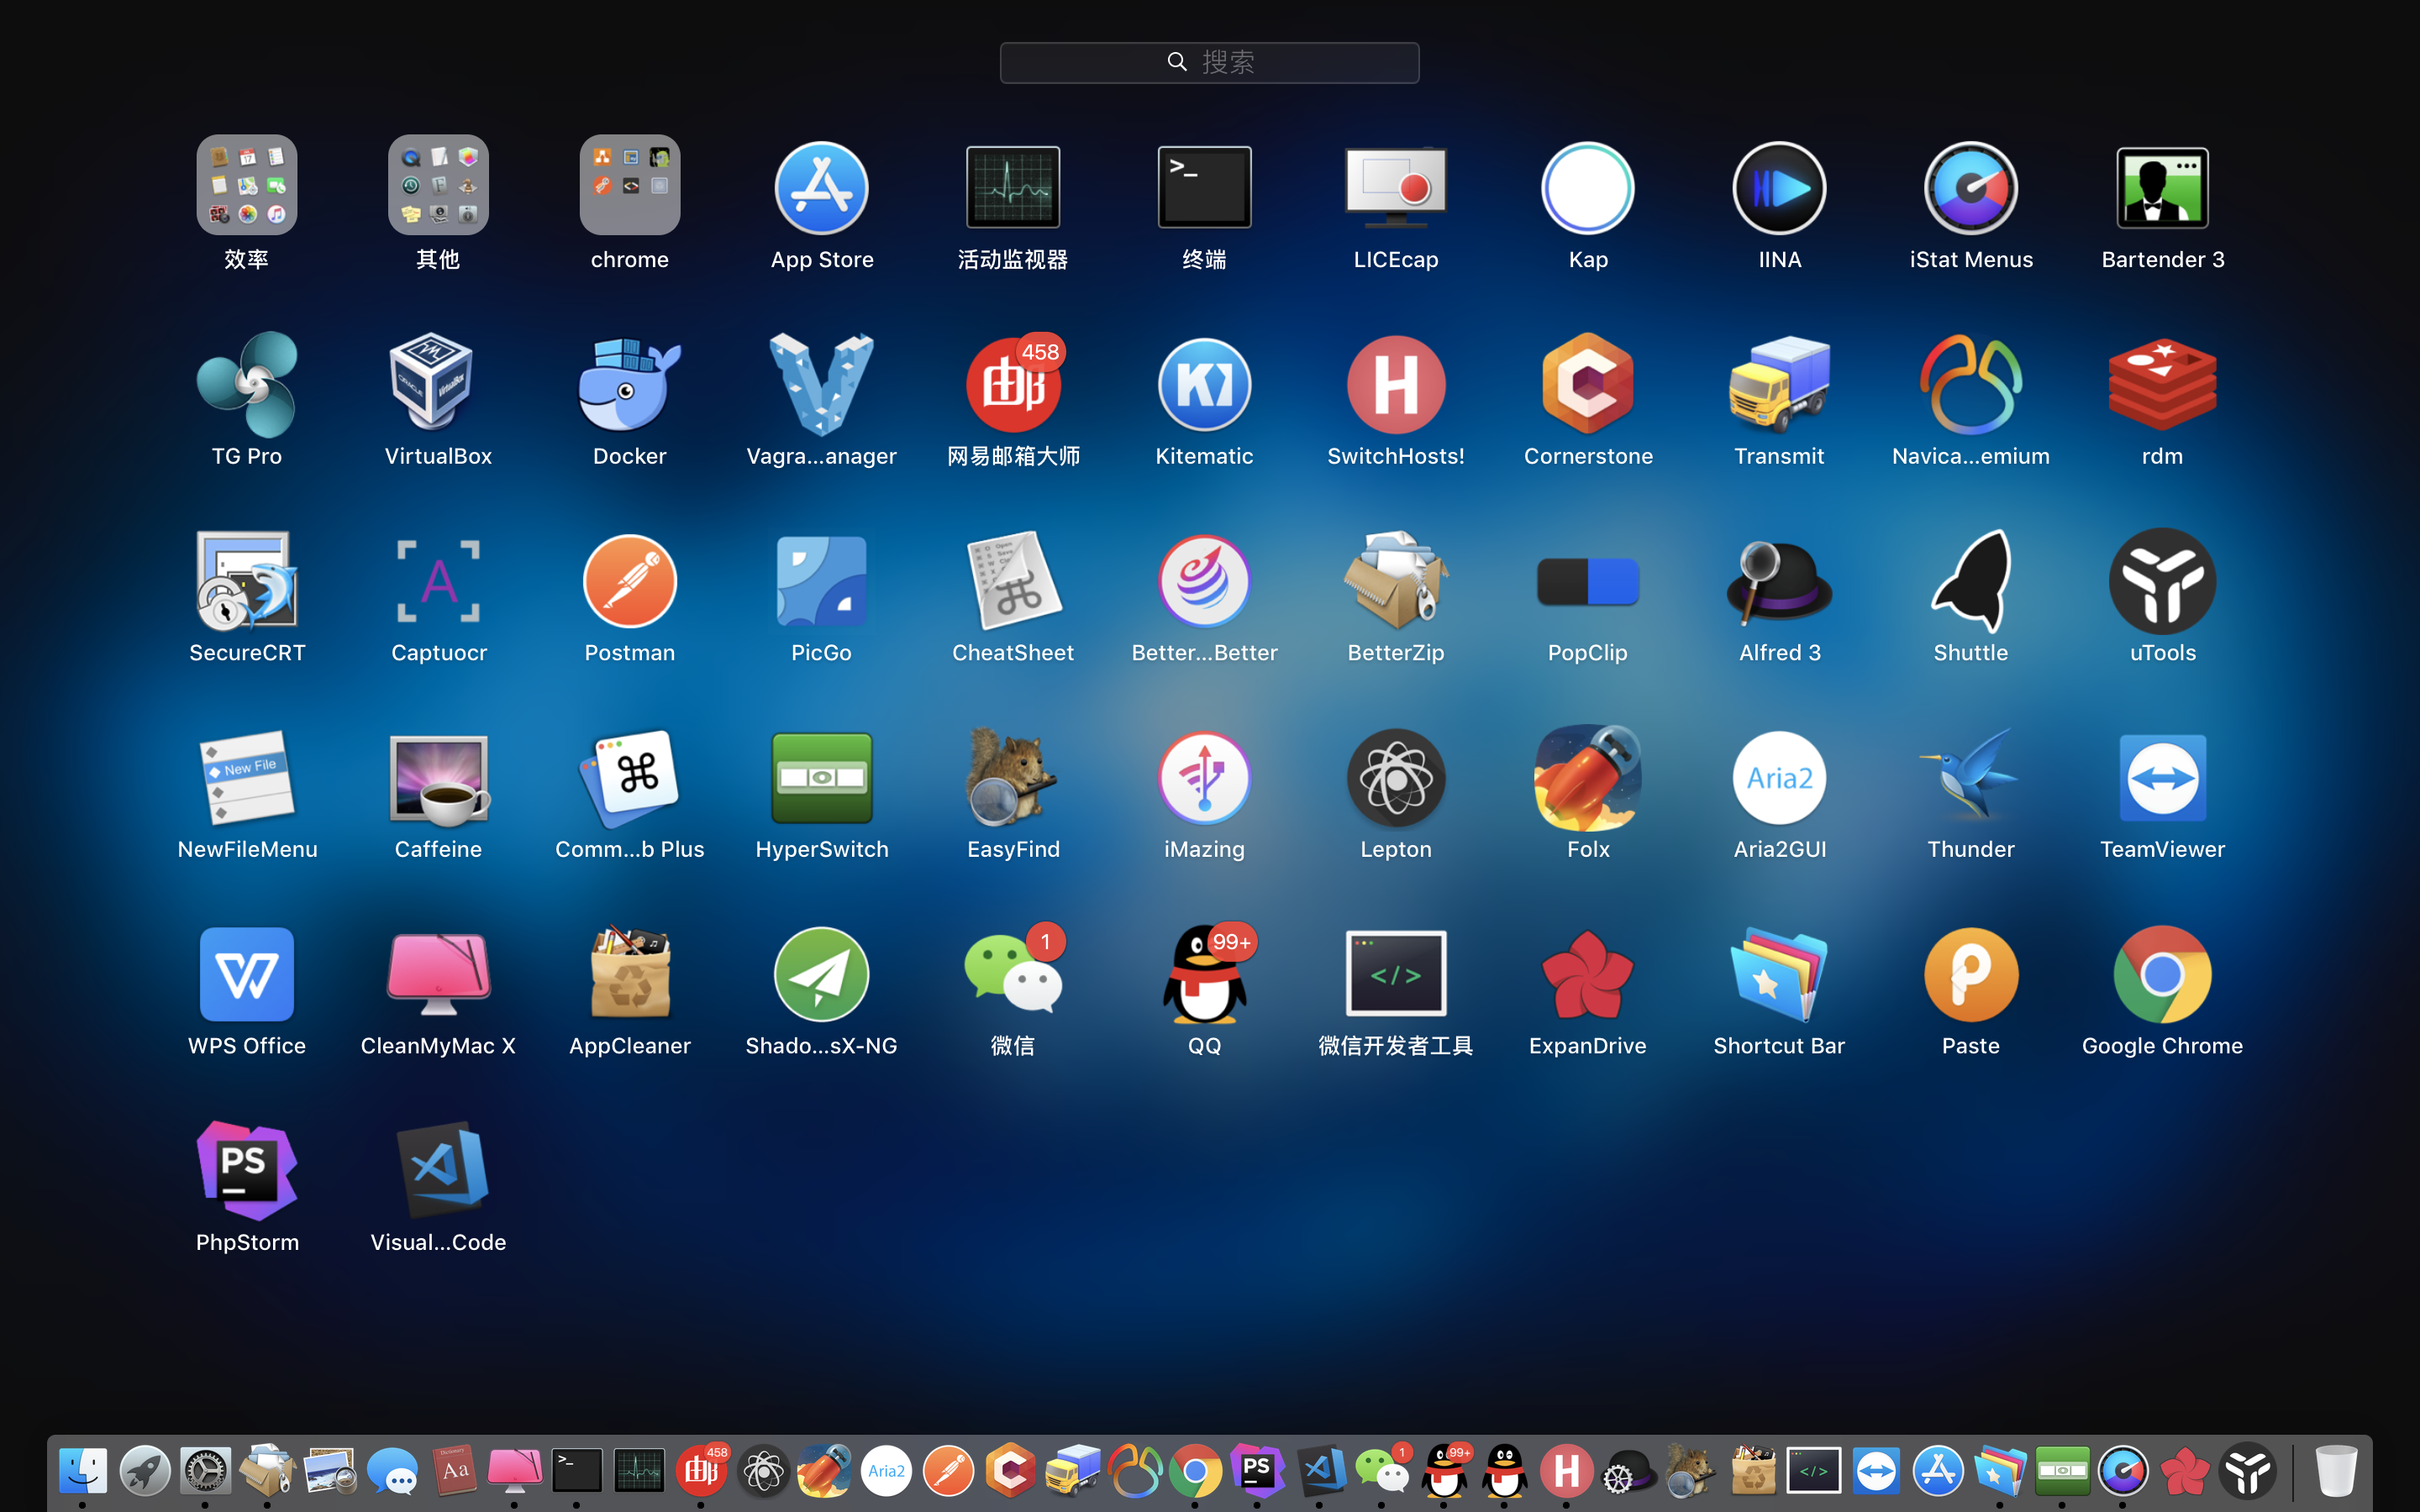 搜索
效率
其他
chrome
App Store
活动监视器
终端
LICEcap
Kap
IINA
iStat Menus
Bartender 3
TG Pro
VirtualBox
Docker
Vagra...anager
458
网易邮箱大师
Kitematic
SwitchHosts!
Cornerstone
Transmit
Navica...emium
rdm
SecureCRT
Captuocr
Postman
PicGo
CheatSheet
Better...Better
BetterZip
PopClip
Alfred 3
Shuttle
uTools
New File
NewFileMenu
Caffeine
Comm...b Plus
HyperSwitch
EasyFind
iMazing
Lepton
Folx
Aria2
Aria2GUI
Thunder
TeamViewer
WPS Office
CleanMyMac X
AppCleaner
Shado...sX-NG
1
微信
99+
QQ
</>
微信开发者工具
ExpanDrive
Shortcut Bar
Paste
Google Chrome
PS
PhpStorm
Visual...Code
Aa
458
Aria2
PS
1
99+
H
</>